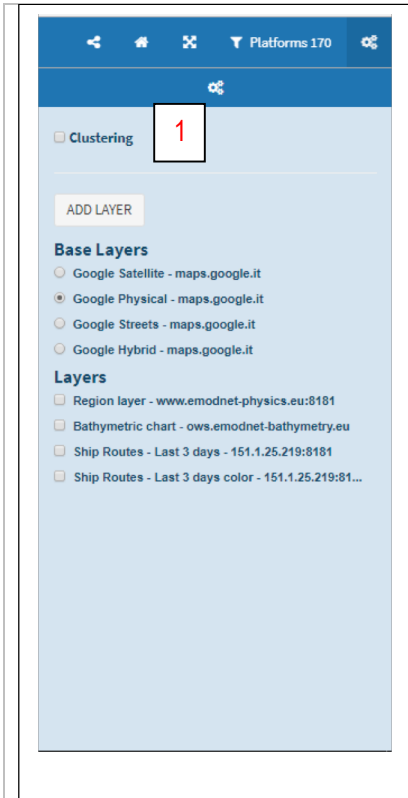 Platforms 170
Clustering
1
ADD LAYER
Base Layers
Google Satellite - maps.google.it
Google Physical - maps.google.it
Google Streets - maps.google.it
Google Hybrid - maps.google.it
Layers
Region layer - www.emodnet-physics.eu:8181
Bathymetric chart - ows.emodnet-bathymetry.eu
Ship Routes - Last 3 days - 151.1.25.219:8181
Ship Routes - Last 3 days color - 151.1.25.219:81...